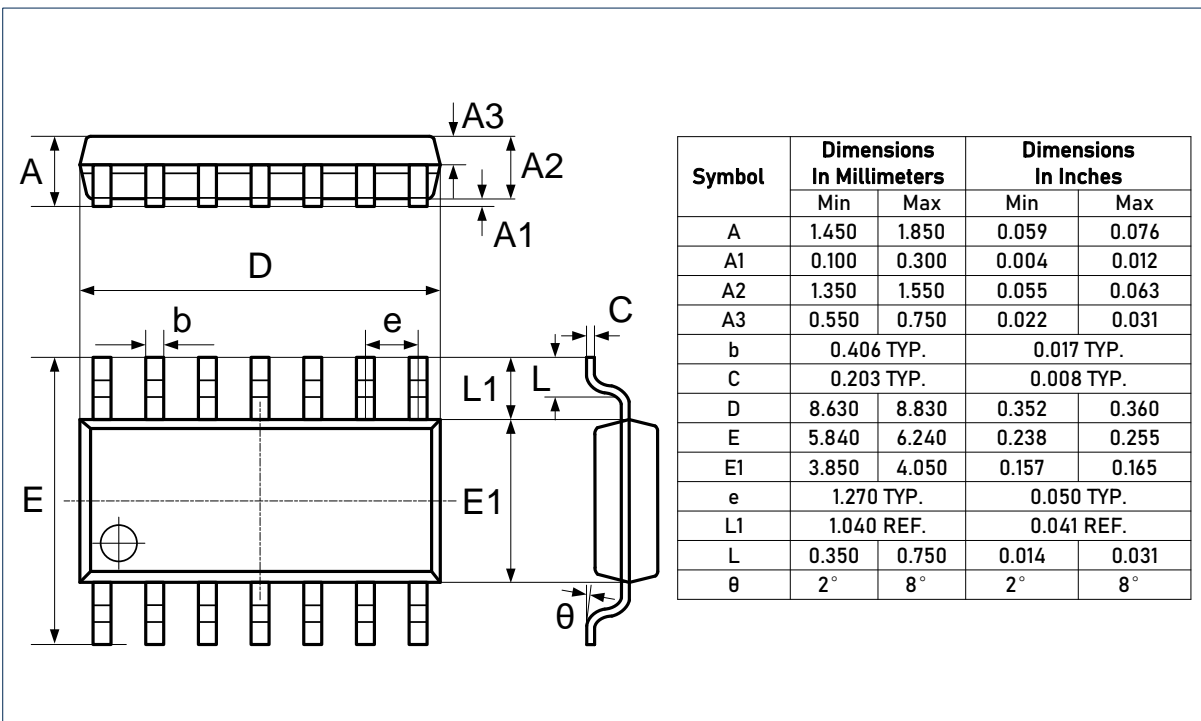 A3
A
A2
A1
D
b
e
C
L1
L
E
E1
θ
Symbol Dimensions In Millimeters Dimensions In Inches
Min Max Min Max
A 1.450 1.850 0.059 0.076
A1 0.100 0.300 0.004 0.012
A2 1.350 1.550 0.055 0.063
A3 0.550 0.750 0.022 0.031
b 0.406 TYP. 0.017 TYP.
C 0.203 TYP. 0.008 TYP.
D 8.630 8.830 0.352 0.360
E 5.840 6.240 0.238 0.255
E1 3.850 4.050 0.157 0.165
e 1.270 TYP. 0.050 TYP.
L1 1.040 REF. 0.041 REF.
L 0.350 0.750 0.014 0.031
θ 2° 8° 2° 8°